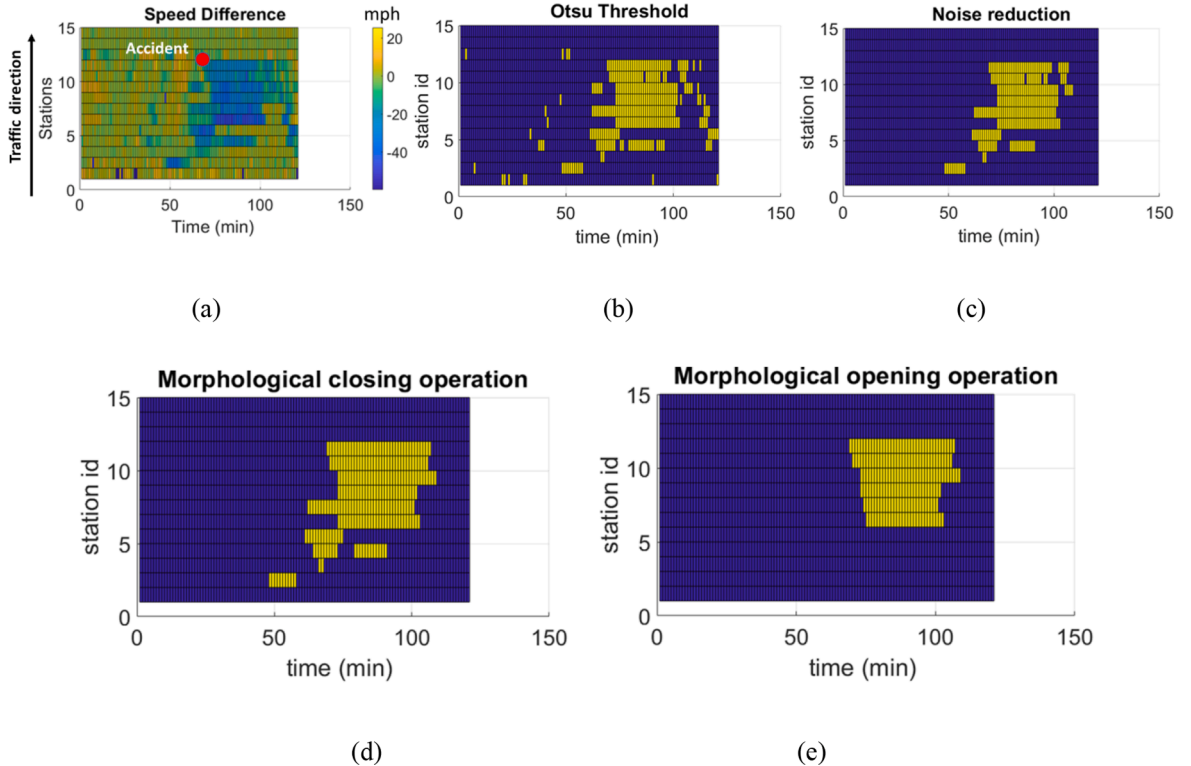 Speed Difference
Traffic direction
Stations
15
10
5
0
Accident
0
50
100
150
Time (min)
mph
20
0
-20
-40
(a)
Otsu Threshold
station id
15
10
5
0
0
50
100
150
time (min)
(b)
Noise reduction
station id
15
10
5
0
0
50
100
150
time (min)
(c)
Morphological closing operation
station id
15
10
5
0
0
50
100
150
time (min)
(d)
Morphological opening operation
station id
15
10
5
0
0
50
100
150
time (min)
(e)